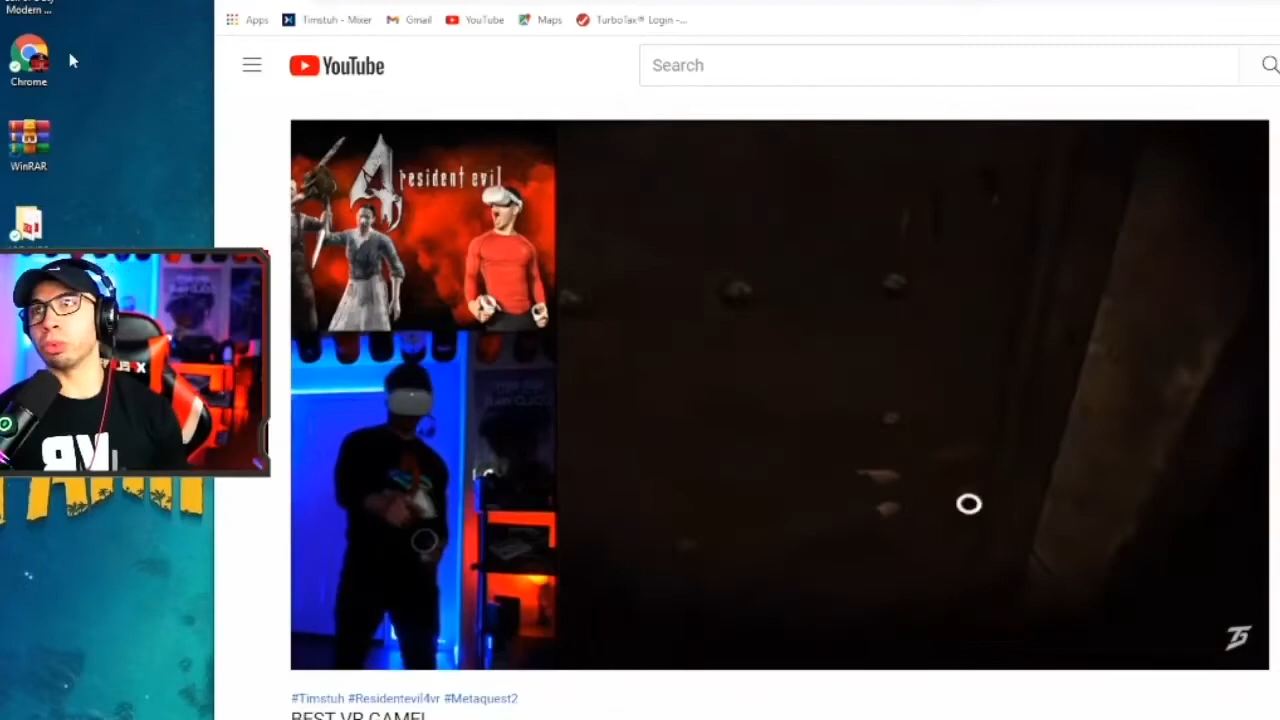 Modern ...
Apps
Timstuh - Mixer
Gmail
YouTube
Maps
TurboTax® Login -...
Chrome
YouTube
Search
WinRAR
4 resident evil
#Timstuh #Residentevil4vr #Metaquest2
BEST VR GAME!